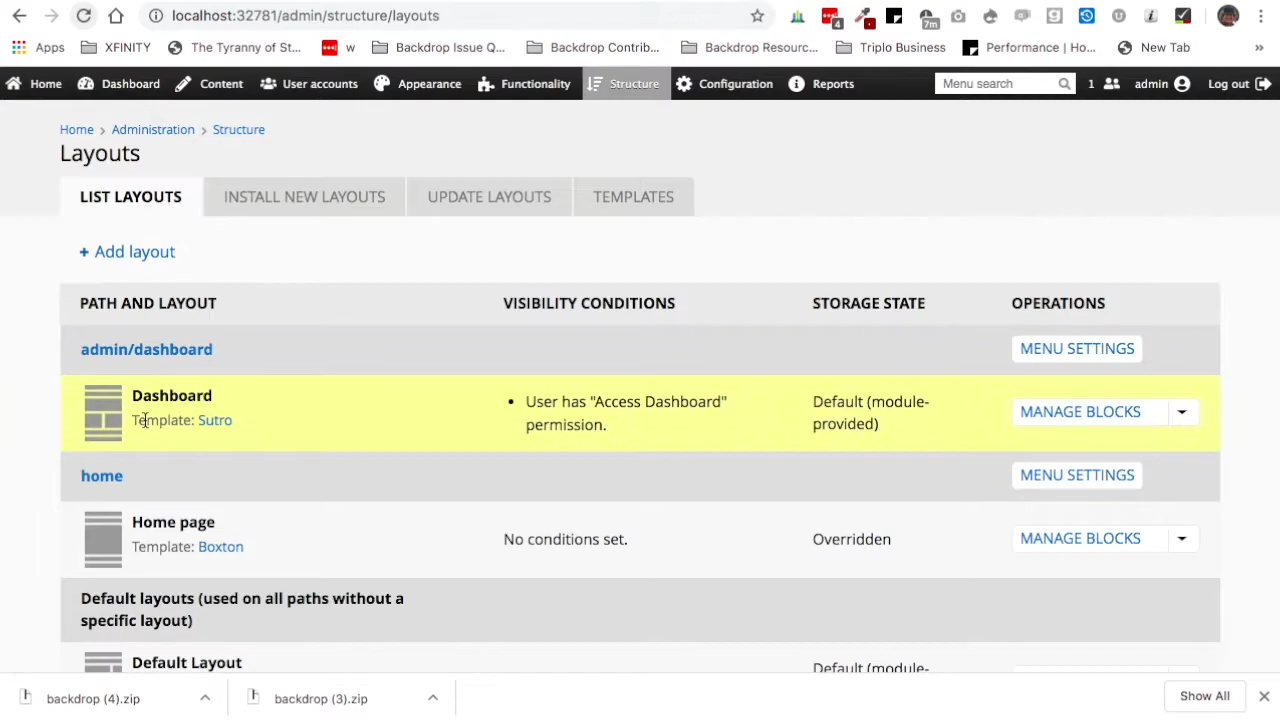 localhost:32781/admin/structure/layouts
4
7m
Apps XFINITY The Tyranny of St... w Backdrop Issue Q... Backdrop Contrib... Backdrop Resourc... Triplo Business Performance | Ho... New Tab »
Home Dashboard Content User accounts Appearance Functionality Structure Configuration Reports Menu search 1 admin Log out
Home > Administration > Structure
Layouts
LIST LAYOUTS INSTALL NEW LAYOUTS UPDATE LAYOUTS TEMPLATES
+ Add layout
PATH AND LAYOUT VISIBILITY CONDITIONS STORAGE STATE OPERATIONS
admin/dashboard MENU SETTINGS
Dashboard
Template: Sutro
• User has "Access Dashboard"
permission.
Default (module-
provided)
MANAGE BLOCKS
home MENU SETTINGS
Home page
Template: Boxton
No conditions set. Overridden MANAGE BLOCKS
Default layouts (used on all paths without a
specific layout)
Default Layout
Default (module-
backdrop (4).zip backdrop (3).zip Show All